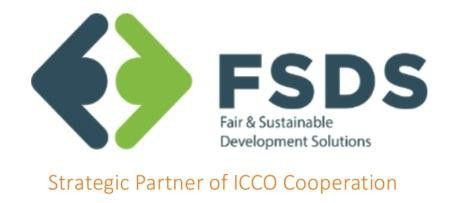 FSDS
Fair & Sustainable
Development Solutions
Strategic Partner of ICCO Cooperation